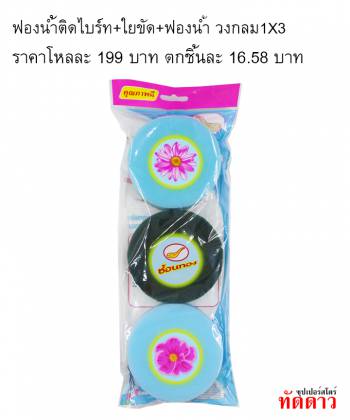 ฟองน้ำติดไบร์ท+ใยขัด+ฟองน้ำ วงกลม1X3
ราคาโหลละ 199 บาท ตกชิ้นละ 16.58 บาท
คุณภาพดี
ช้อนทอง
ซุปเปอร์สโตร์
ทัดดาว